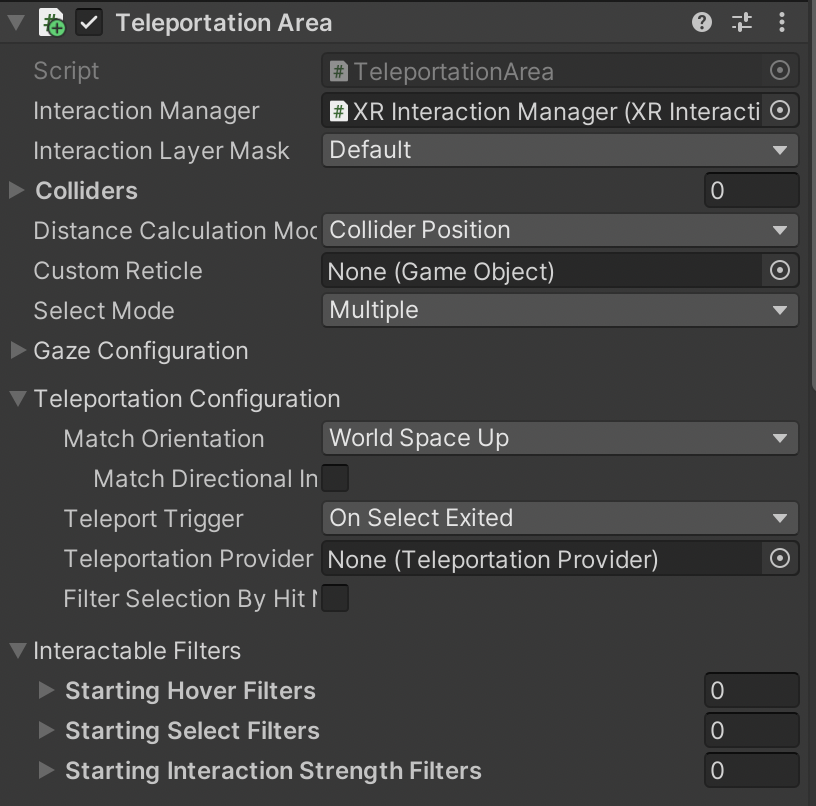 Teleportation Area
Script TeleportationArea
Interaction Manager XR Interaction Manager (XR Interacti
Interaction Layer Mask Default
Colliders 0
Distance Calculation Mod Collider Position
Custom Reticle None (Game Object)
Select Mode Multiple
Gaze Configuration
Teleportation Configuration
Match Orientation World Space Up
Match Directional In
Teleport Trigger On Select Exited
Teleportation Provider None (Teleportation Provider)
Filter Selection By Hit N
Interactable Filters
Starting Hover Filters 0
Starting Select Filters 0
Starting Interaction Strength Filters 0